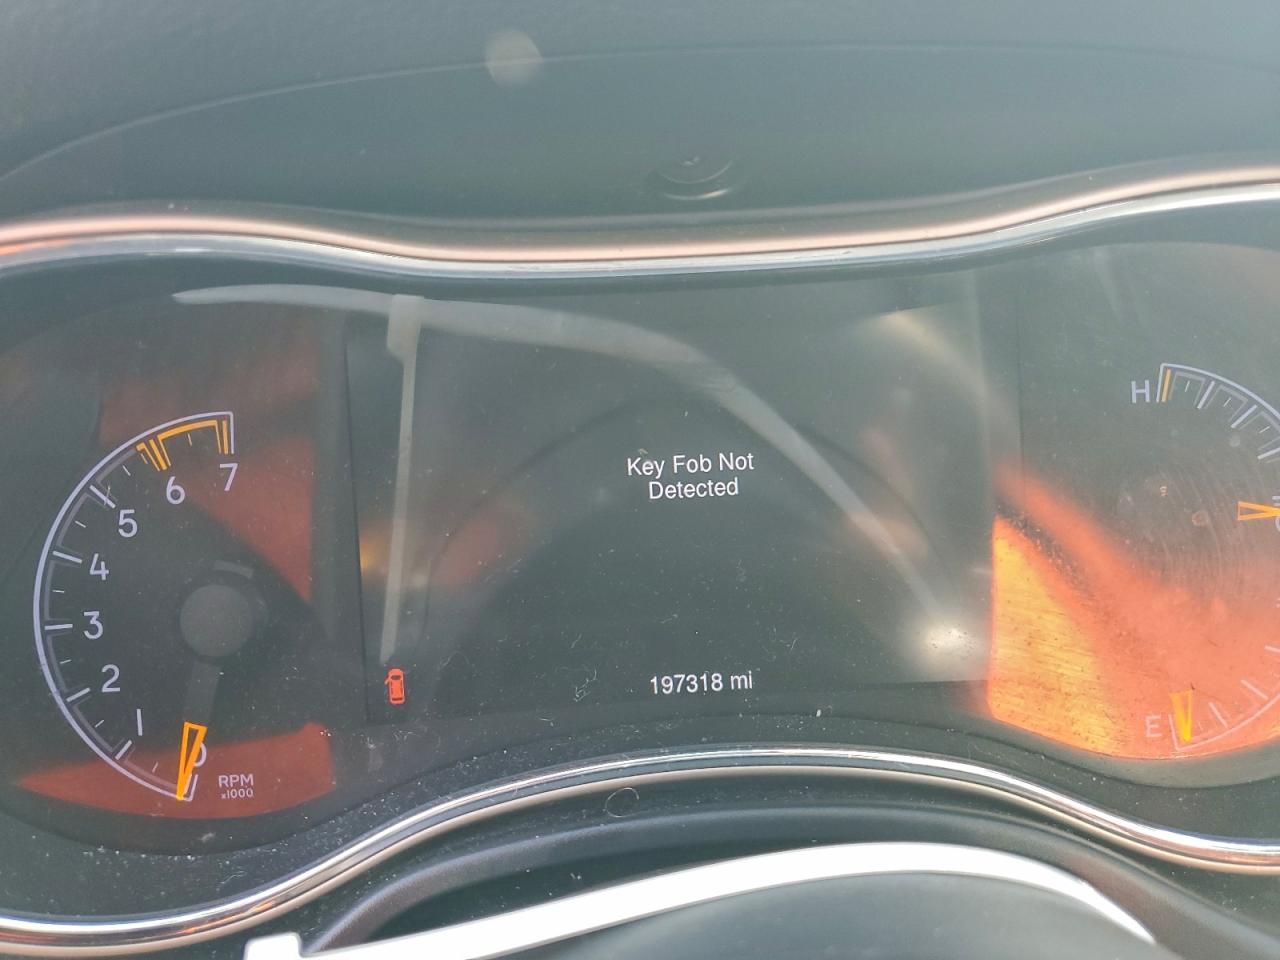 Key Fob Not
Detected
197318 mi
7
6
5
4
3
2
1
0
RPM
x1000
H
E